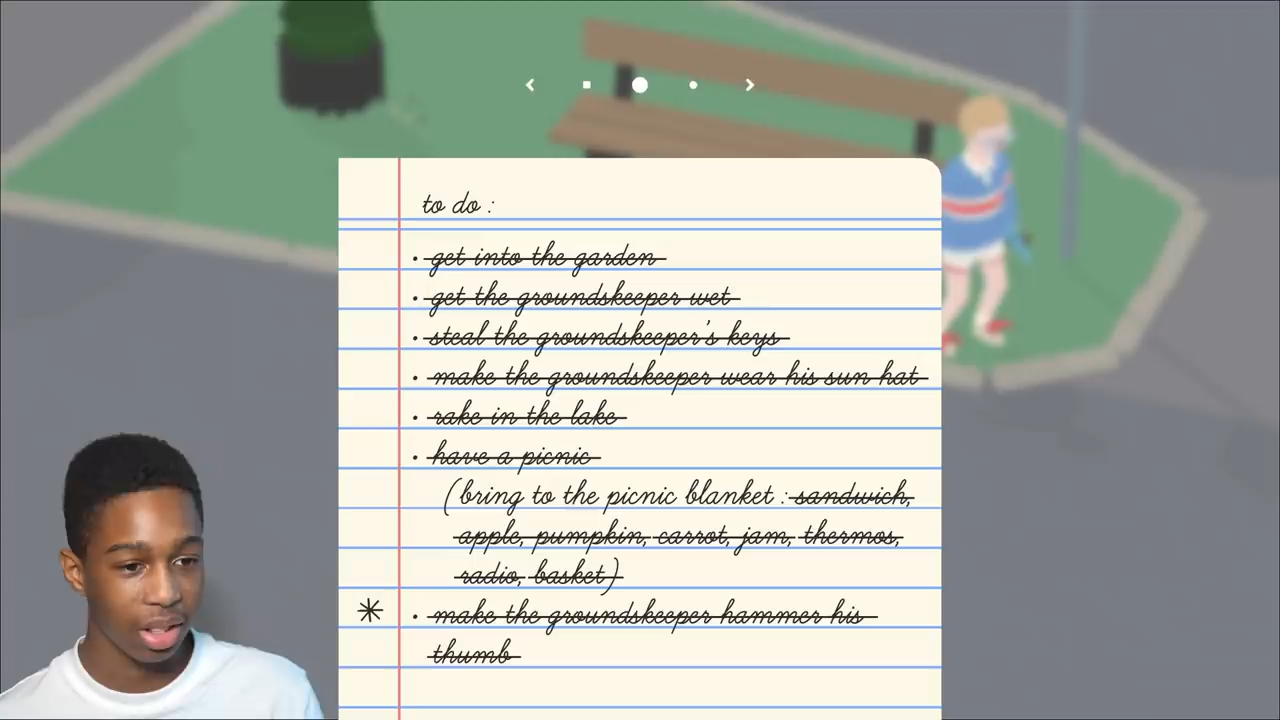 to do :
• get into the garden
• get the groundskeeper wet
• steal the groundskeeper's keys
• make the groundskeeper wear his sun hat
• rake in the lake
• have a picnic
(bring to the picnic blanket : sandwich,
apple, pumpkin, carrot, jam, thermos,
radio, basket)
• make the groundskeeper hammer his
thumb